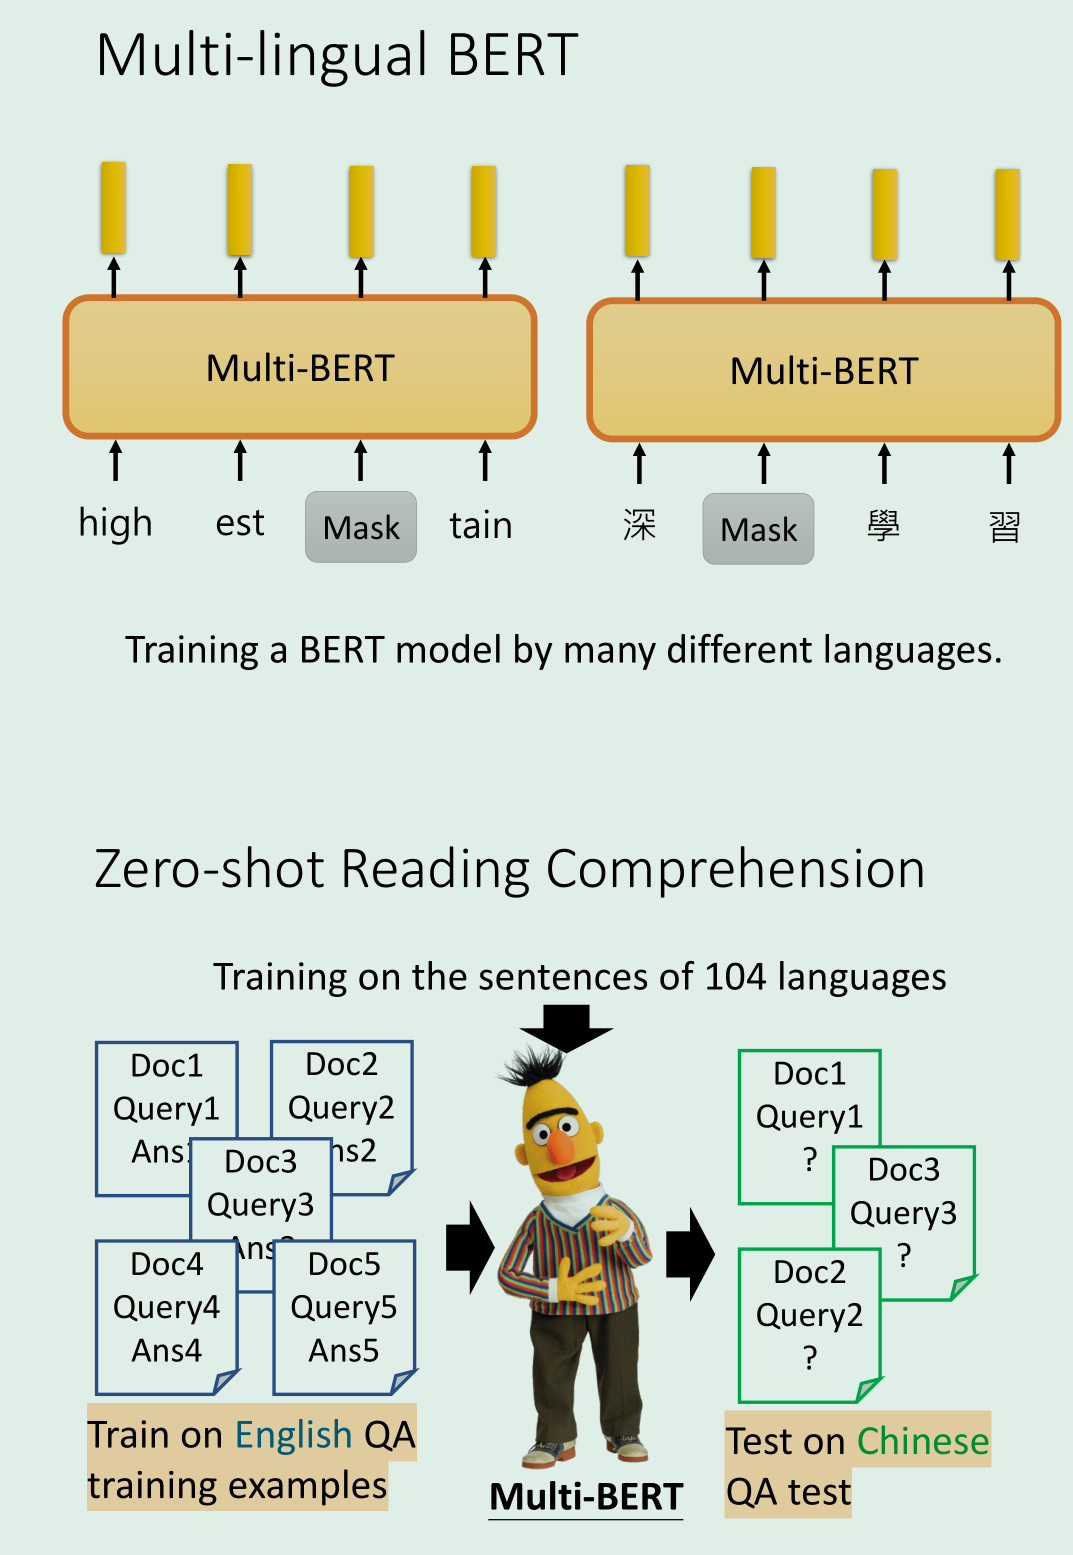 Multi-lingual BERT
Multi-BERT
Multi-BERT
high est Mask tain
深 Mask 學 習
Training a BERT model by many different languages.
Zero-shot Reading Comprehension
Training on the sentences of 104 languages
Doc1
Query1
Ans1
Doc2
Query2
Ans2
Doc3
Query3
Ans3
Doc4
Query4
Ans4
Doc5
Query5
Ans5
Train on English QA
training examples
Multi-BERT
Doc1
Query1
?
Doc3
Query3
?
Doc2
Query2
?
Test on Chinese
QA test